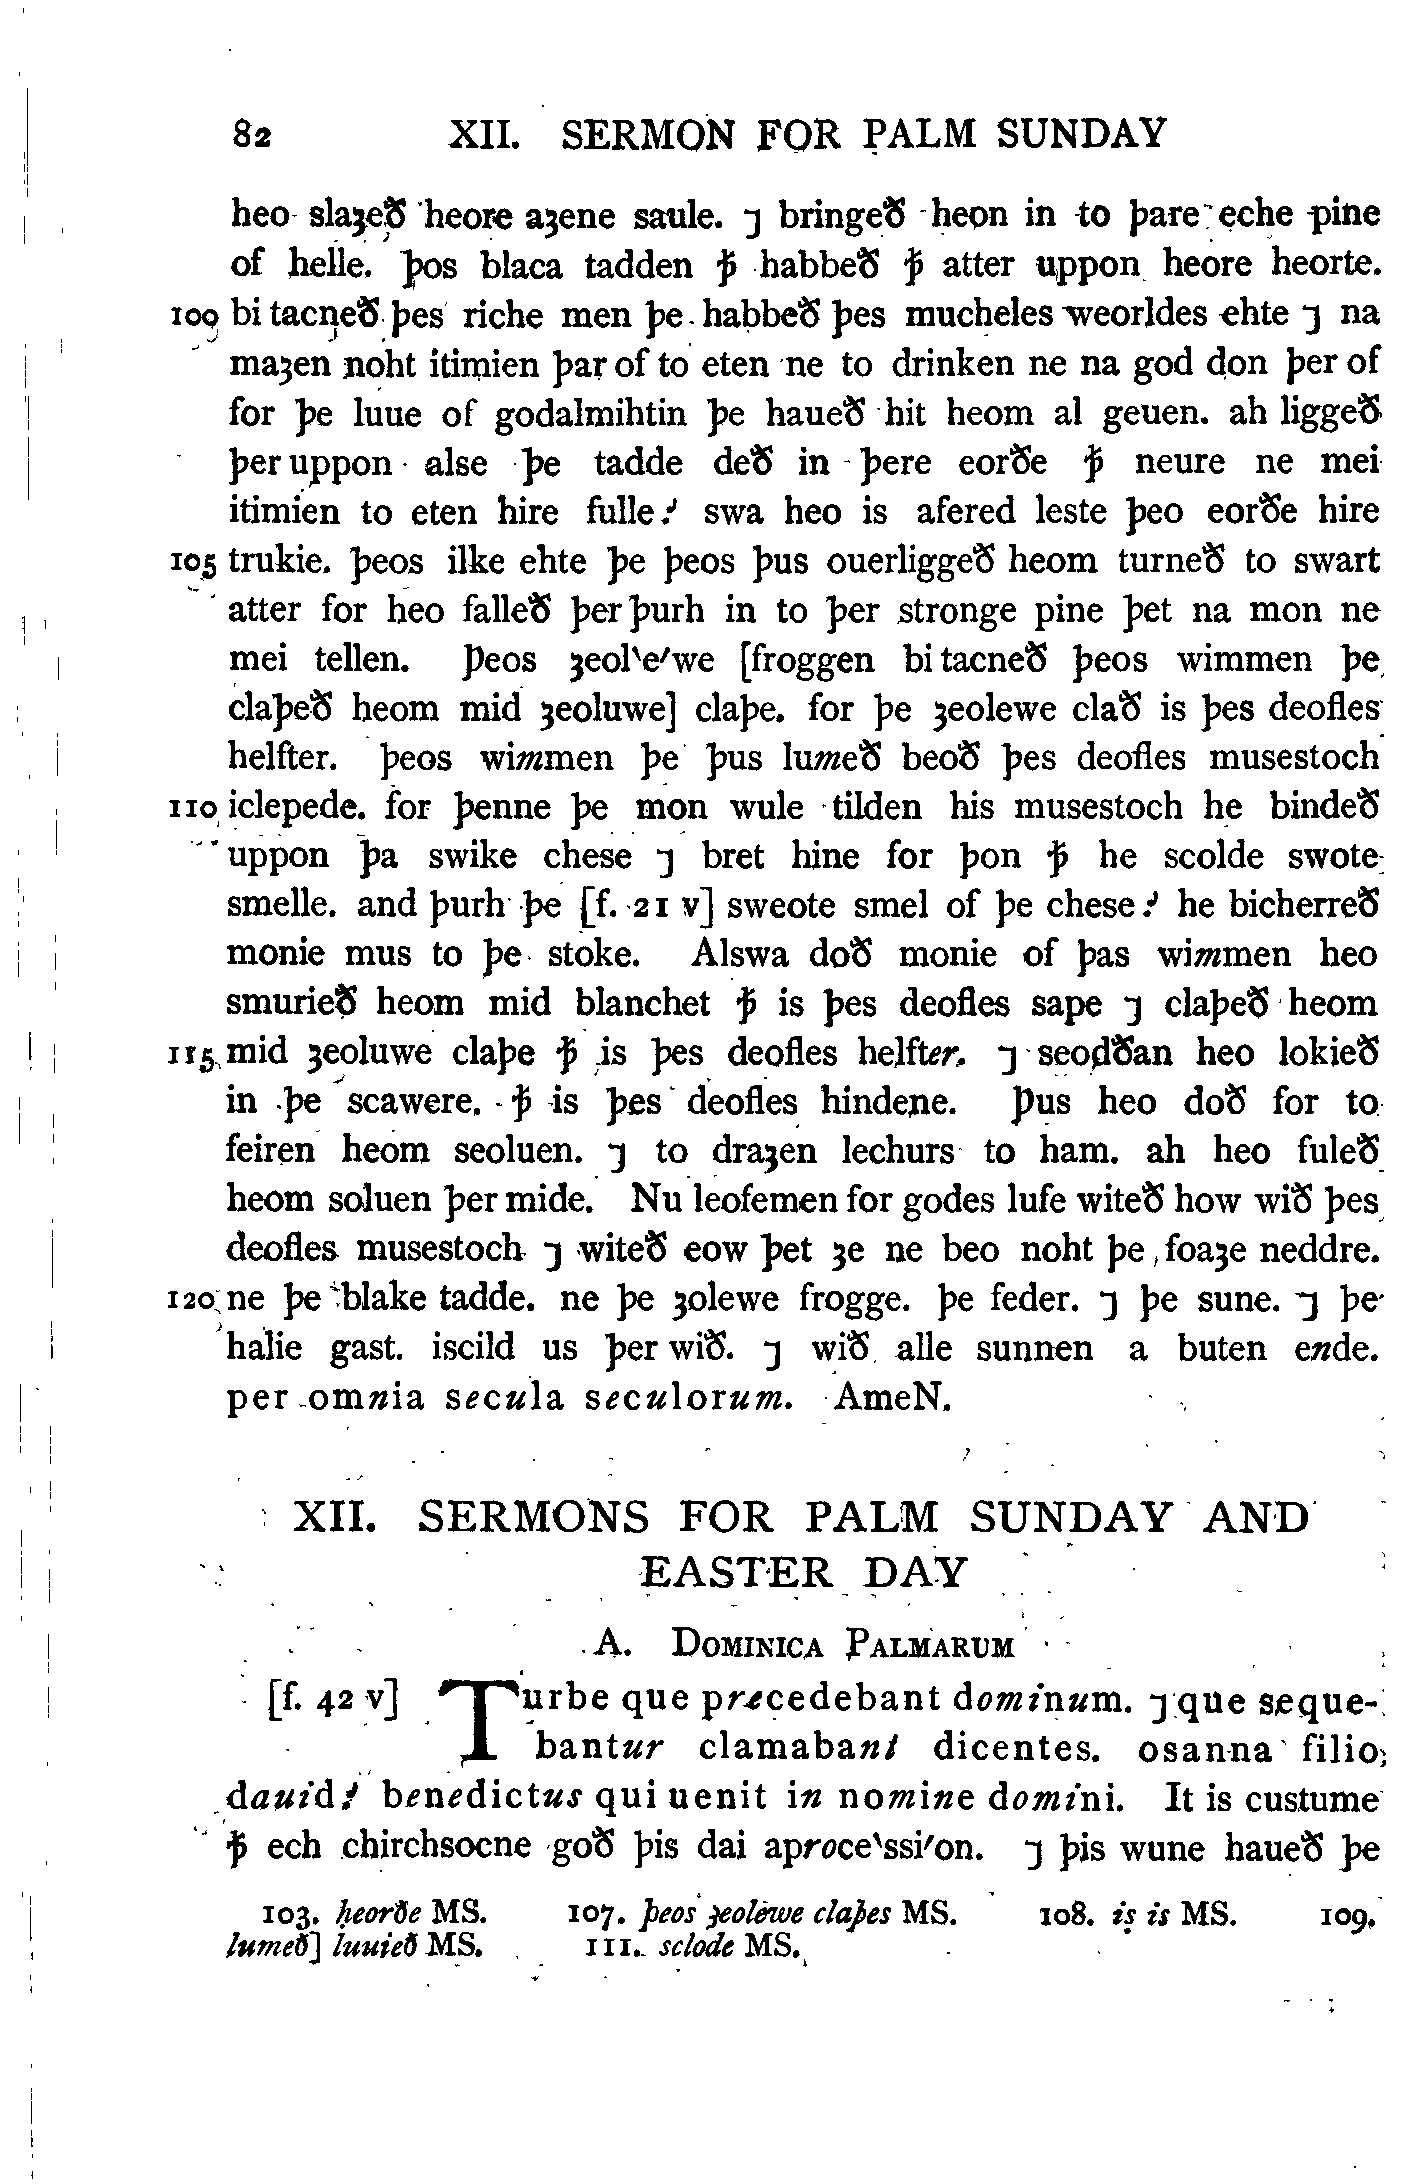 82 XII. SERMON FOR PALM SUNDAY
heo slaȝeð heore aȝene saule. ⁊ bringeð heon in to þare eche pine
of helle. þos blaca tadden ꝥ habbeð ꝥ atter uppon heore heorte.
100 bi tacneð þes riche men þe habbeð þes mucheles weorldes ehte ⁊ na
maȝen noht itimien þar of to eten ne to drinken ne na god don þer of
for þe luue of godalmihtin þe haueð hit heom al geuen. ah liggeð
þer uppon alse þe tadde deð in þere eorðe ꝥ neure ne mei
itimien to eten hire fulle⹎ swa heo is afered leste þeo eorðe hire
105 trukie. þeos ilke ehte þe þeos þus ouerliggeð heom turneð to swart
atter for heo falleð þer þurh in to þer stronge pine þet na mon ne
mei tellen. Þeos ȝeol‵e′we [froggen bi tacneð þeos wimmen þe
claþeð heom mid ȝeoluwe] claþe. for þe ȝeolewe clað is þes deofles
helfter. þeos wimmen þe þus lumeð beoð þes deofles musestoch
110 iclepede. for þenne þe mon wule tilden his musestoch he bindeð
uppon þa swike chese ⁊ bret hine for þon ꝥ he scolde swote
smelle. and þurh þe [f. 21 v] sweote smel of þe chese⹎ he bicherreð
monie mus to þe stoke. Alswa doð monie of þas wimmen heo
smurieð heom mid blanchet ꝥ is þes deofles sape ⁊ claþeð heom
115 mid ȝeoluwe claþe ꝥ is þes deofles helfter. ⁊ seodðan heo lokieð
in þe scawere. ꝥ is þes deofles hindene. Þus heo doð for to
feiren heom seoluen. ⁊ to draȝen lechurs to ham. ah heo fuleð
heom soluen þer mide. Nu leofemen for godes lufe witeð how wið þes
deofles musestoch ⁊ witeð eow þet ȝe ne beo noht þe foaȝe neddre.
120 ne þe blake tadde. ne þe ȝolewe frogge. þe feder. ⁊ þe sune. ⁊ þe
halie gast. iscild us þer wið. ⁊ wið alle sunnen a buten ende.
per omnia secula seculorum. AmeN.
XII. SERMONS FOR PALM SUNDAY AND
EASTER DAY
A. DOMINICA PALMARUM
[f. 42 v] Turbe que precedebant dominum. ⁊ que seque-
bantur clamabant dicentes. osanna filio
dauid⹎ benedictus qui uenit in nomine domini. It is custume
ꝥ ech chirchsocne goð þis dai aproce‵ssi′on. ⁊ þis wune haueð þe
103. heorðe MS. 107. þeos ȝeolewe claþes MS. 108. is is MS. 109.
lumeð] luuieð MS. 111. sclode MS.